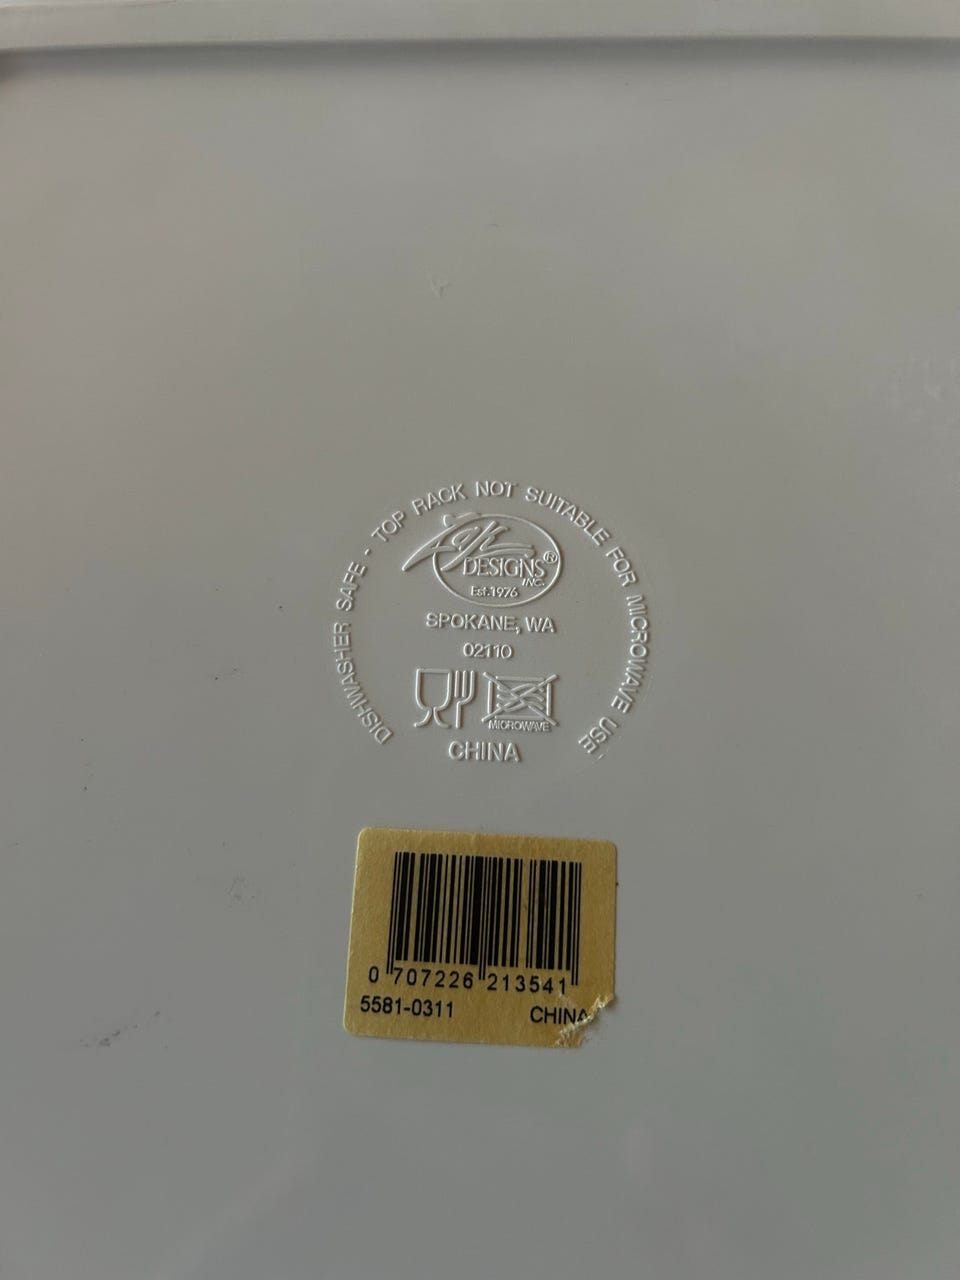 DISHWASHER SAFE - TOP RACK NOT SUITABLE FOR MICROWAVE USE
Zak
DESIGNS®
INC.
Est.1976
SPOKANE, WA
02110
MICROWAVE
CHINA
0 707226 213541
5581-0311 CHINA